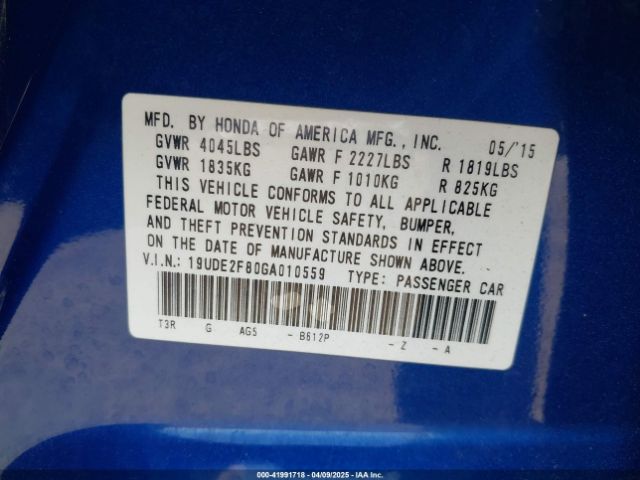 MFD. BY HONDA OF AMERICA MFG., INC. 05/'15
GVWR 4045LBS GAWR F 2227LBS R 1819LBS
GVWR 1835KG GAWR F 1010KG R 825KG
THIS VEHICLE CONFORMS TO ALL APPLICABLE
FEDERAL MOTOR VEHICLE SAFETY, BUMPER,
AND THEFT PREVENTION STANDARDS IN EFFECT
ON THE DATE OF MANUFACTURE SHOWN ABOVE.
V.I.N.: 19UDE2F80GA010559 TYPE: PASSENGER CAR
T3R G AG5 - B612P - Z - A
000-41991718 | 04/09/2025 | IAA Inc.